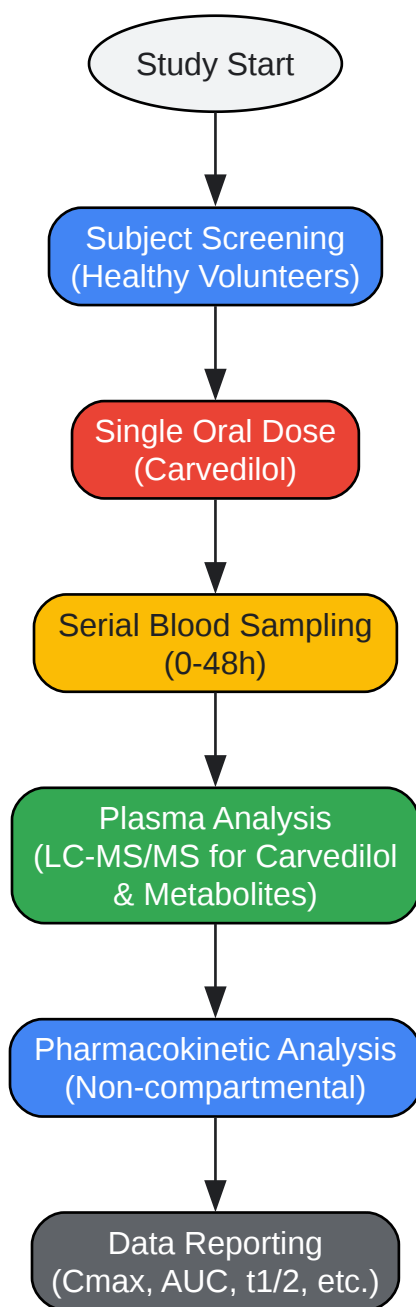 Study Start
Subject Screening
(Healthy Volunteers)
Single Oral Dose
(Carvedilol)
Serial Blood Sampling
(0-48h)
Plasma Analysis
(LC-MS/MS for Carvedilol
& Metabolites)
Pharmacokinetic Analysis
(Non-compartmental)
Data Reporting
(Cmax, AUC, t1/2, etc.)